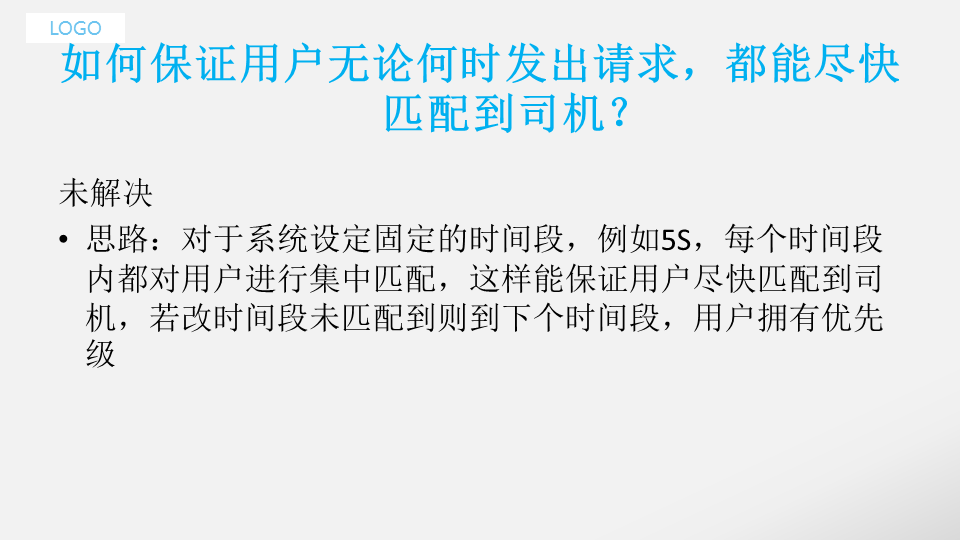 LOGO
如何保证用户无论何时发出请求，都能尽快
匹配到司机？
未解决
• 思路：对于系统设定固定的时间段，例如5S，每个时间段
内都对用户进行集中匹配，这样能保证用户尽快匹配到司
机，若改时间段未匹配到则到下个时间段，用户拥有优先
级